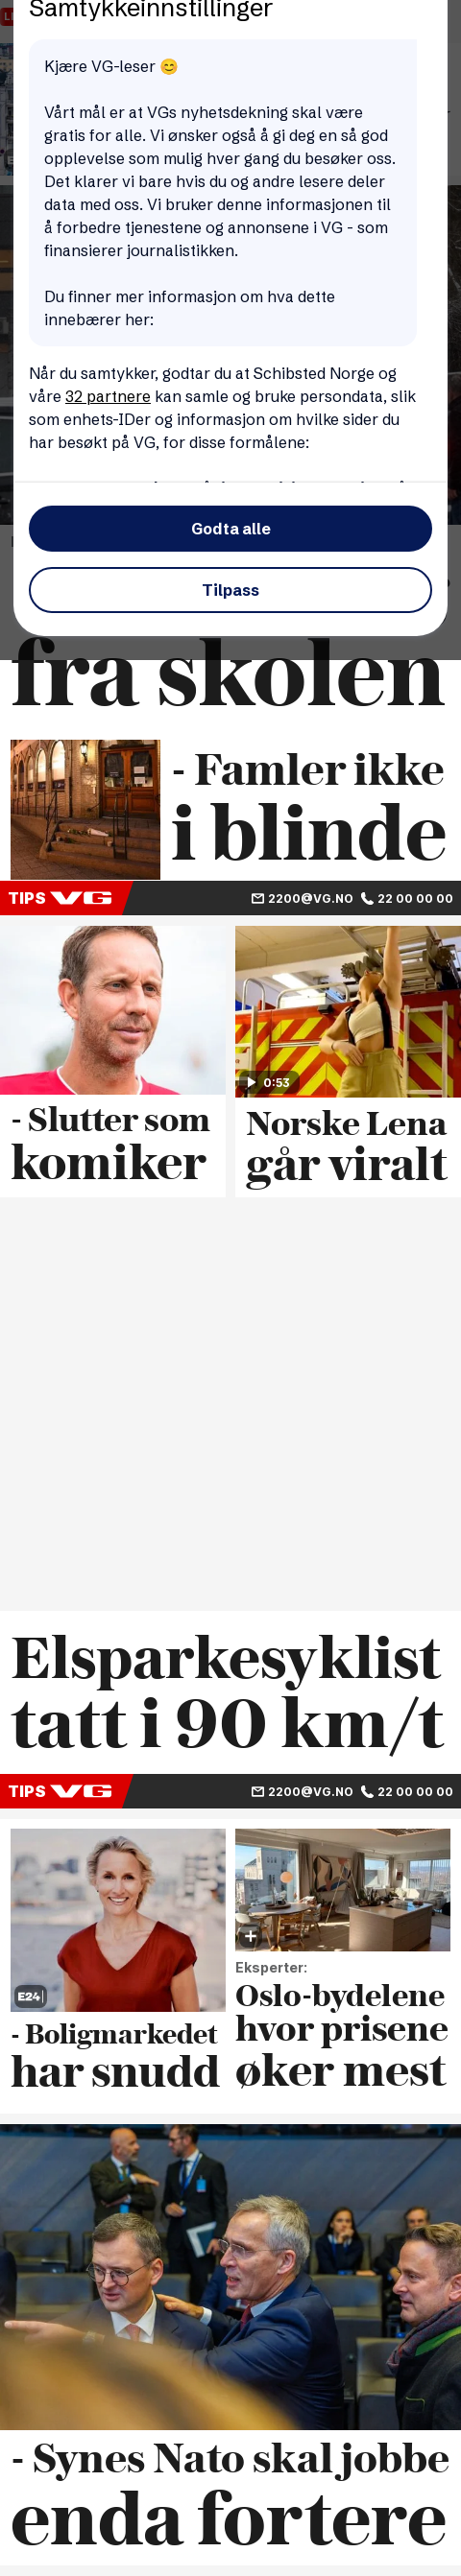 Samtykkeinnstillinger
Kjære VG-leser 😊
Vårt mål er at VGs nyhetsdekning skal være
gratis for alle. Vi ønsker også å gi deg en så god
opplevelse som mulig hver gang du besøker oss.
Det klarer vi bare hvis du og andre lesere deler
data med oss. Vi bruker denne informasjonen til
å forbedre tjenestene og annonsene i VG - som
finansierer journalistikken.
Du finner mer informasjon om hva dette
innebærer her:
Når du samtykker, godtar du at Schibsted Norge og
våre 32 partnere kan samle og bruke persondata, slik
som enhets-IDer og informasjon om hvilke sider du
har besøkt på VG, for disse formålene:
Godta alle
Tilpass
fra skolen
- Famler ikke
i blinde
TIPS VG 2200@VG.NO 22 00 00 00
0:53
- Slutter som
komiker
Norske Lena
går viralt
Elsparkesyklist
tatt i 90 km/t
TIPS VG 2200@VG.NO 22 00 00 00
E24
- Boligmarkedet
har snudd
Eksperter:
Oslo-bydelene
hvor prisene
øker mest
- Synes Nato skal jobbe
enda fortere